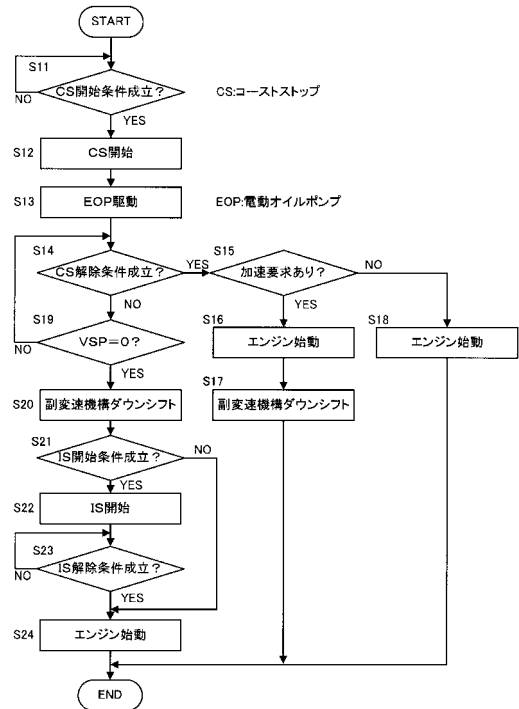 START
S11
CS開始条件成立?
CS:コーストストップ
NO
YES
S12
CS開始
S13
EOP駆動
EOP:電動オイルポンプ
S14
CS解除条件成立?
YES
S15
加速要求あり?
NO
NO
YES
S19
VSP=0?
NO
YES
S16
エンジン始動
S18
エンジン始動
S17
副変速機構ダウンシフト
S20
副変速機構ダウンシフト
S21
IS開始条件成立?
NO
YES
S22
IS開始
S23
IS解除条件成立?
NO
YES
S24
エンジン始動
END